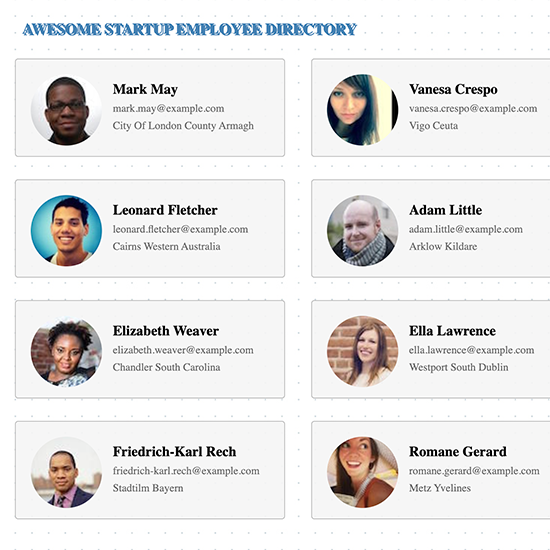 AWESOME STARTUP EMPLOYEE DIRECTORY
Mark May
mark.may@example.com
City Of London County Armagh
Vanesa Crespo
vanesa.crespo@example.com
Vigo Ceuta
Leonard Fletcher
leonard.fletcher@example.com
Cairns Western Australia
Adam Little
adam.little@example.com
Arklow Kildare
Elizabeth Weaver
elizabeth.weaver@example.com
Chandler South Carolina
Ella Lawrence
ella.lawrence@example.com
Westport South Dublin
Friedrich-Karl Rech
friedrich-karl.rech@example.com
Stadtilm Bayern
Romane Gerard
romane.gerard@example.com
Metz Yvelines